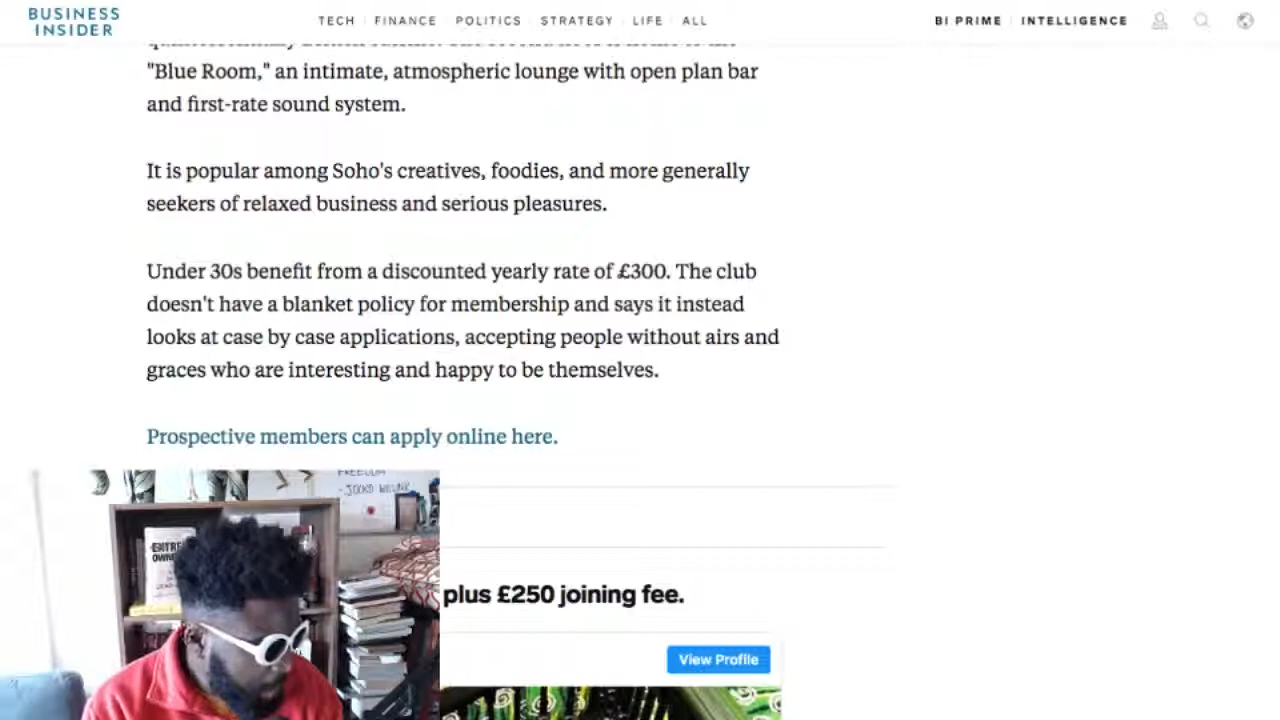 BUSINESS
INSIDER
TECH FINANCE POLITICS STRATEGY LIFE ALL
BI PRIME INTELLIGENCE
"Blue Room," an intimate, atmospheric lounge with open plan bar
and first-rate sound system.
It is popular among Soho's creatives, foodies, and more generally
seekers of relaxed business and serious pleasures.
Under 30s benefit from a discounted yearly rate of £300. The club
doesn't have a blanket policy for membership and says it instead
looks at case by case applications, accepting people without airs and
graces who are interesting and happy to be themselves.
Prospective members can apply online here.
FREEDOM
- JOCKO WILLINK
plus £250 joining fee.
View Profile